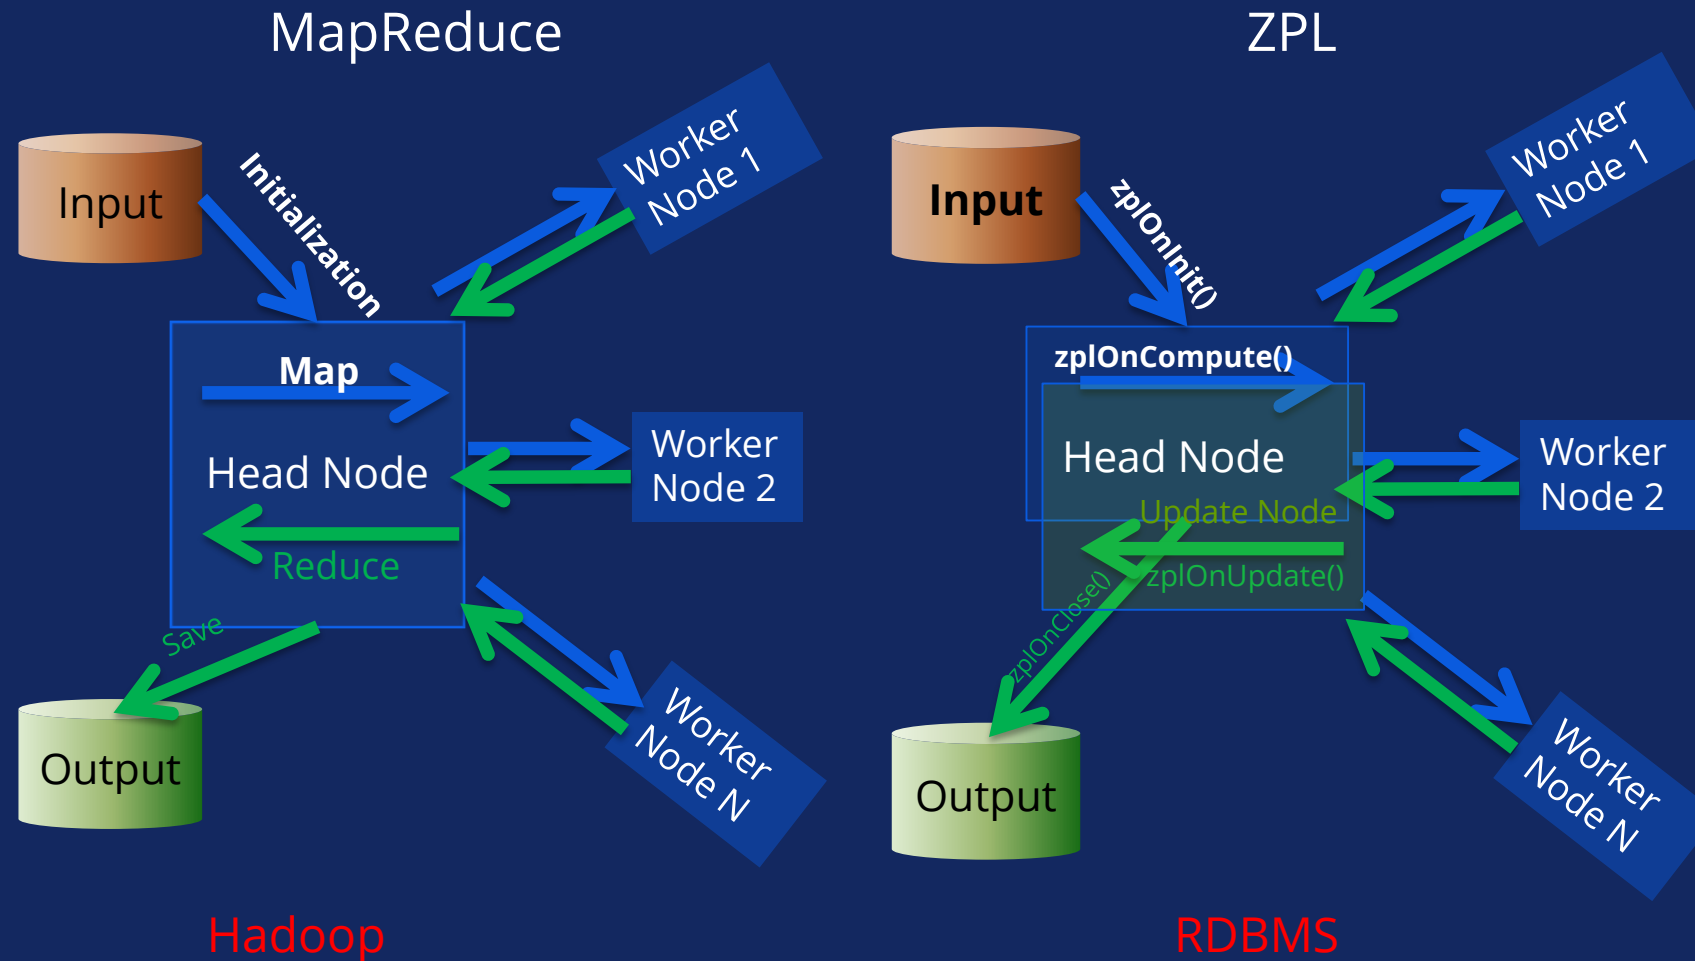 MapReduce
Input
Initialization
Worker
Node 1
Map
Head Node
Worker
Node 2
Reduce
Save
Output
Worker
Node N
Hadoop
ZPL
Input
zplOnInit()
Worker
Node 1
zplOnCompute()
Head Node
Worker
Node 2
Update Node
zplOnUpdate()
zplOnClose()
Output
Worker
Node N
RDBMS